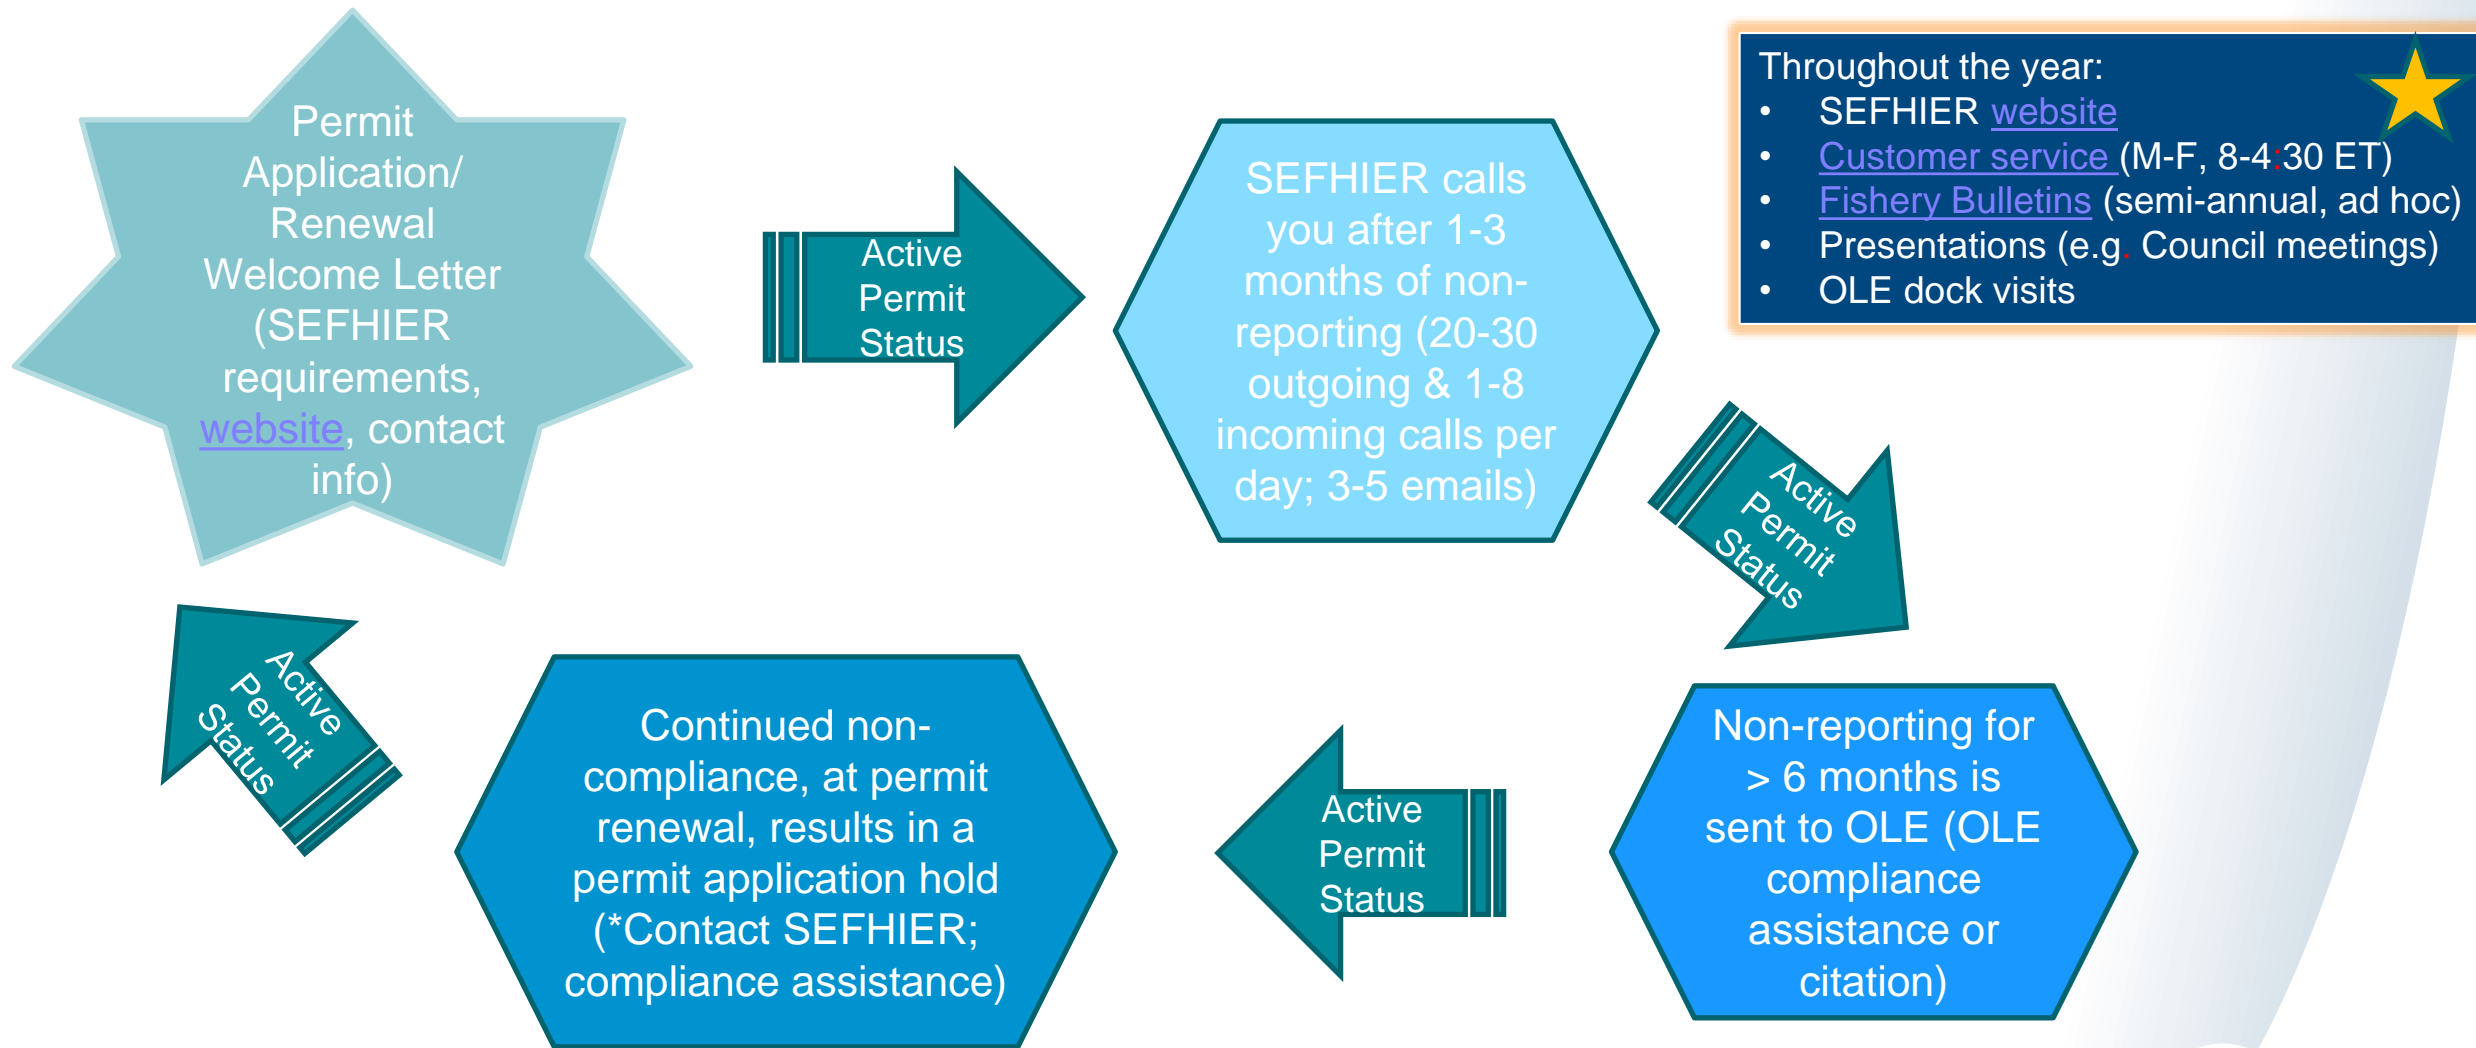 Permit
Application/
Renewal
Welcome Letter
(SEFHIER
requirements,
website, contact
info)
Active
Permit
Status
SEFHIER calls
you after 1-3
months of non-
reporting (20-30
outgoing & 1-8
incoming calls per
day; 3-5 emails)
Throughout the year:
• SEFHIER website
• Customer service (M-F, 8-4:30 ET)
• Fishery Bulletins (semi-annual, ad hoc)
• Presentations (e.g. Council meetings)
• OLE dock visits
Active
Permit
Status
Non-reporting for
> 6 months is
sent to OLE (OLE
compliance
assistance or
citation)
Active
Permit
Status
Continued non-
compliance, at permit
renewal, results in a
permit application hold
(*Contact SEFHIER;
compliance assistance)
Active
Permit
Status